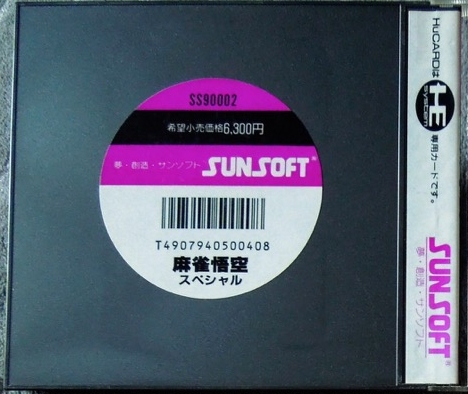 SS90002
希望小売価格6,300円
夢・創造・サンソフト SUNSOFT®
T4907940500408
麻雀悟空
スペシャル
HuCARDは HE SYSTEM 専用カードです。
SUNSOFT®
夢・創造・サンソフト